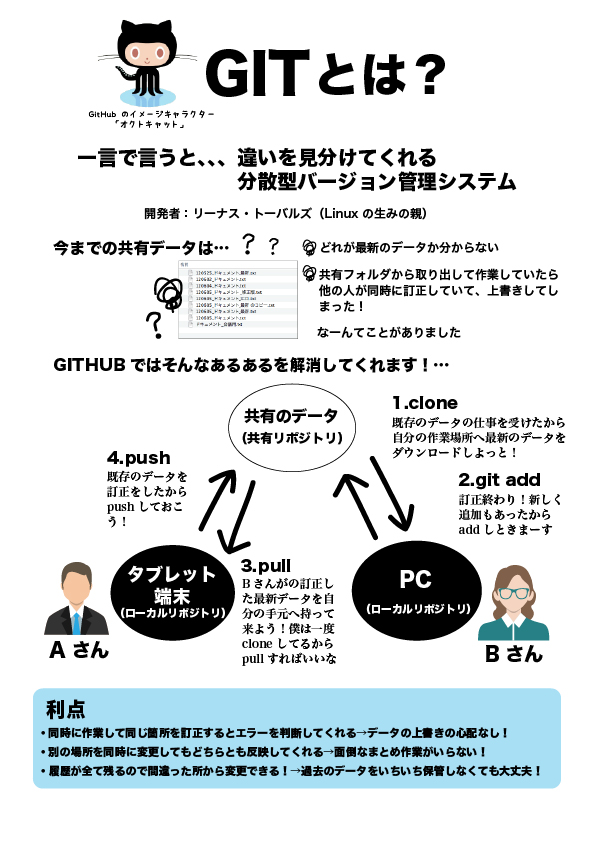 GITとは？
GitHub のイメージキャラクター
「オクトキャット」
一言で言うと、、、違いを見分けてくれる
分散型バージョン管理システム
開発者：リーナス・トーバルズ（Linux の生みの親）
今までの共有データは… ？？
どれが最新のデータか分からない
共有フォルダから取り出して作業していたら
他の人が同時に訂正していて、上書きしてし
まった！
なーんてことがありました
？
GITHUB ではそんなあるあるを解消してくれます！…
共有のデータ
（共有リポジトリ）
1.clone
既存のデータの仕事を受けたから
自分の作業場所へ最新のデータを
ダウンロードしよっと！
2.git add
訂正終わり！新しく
追加もあったから
add しときまーす
4.push
既存のデータを
訂正をしたから
push しておこ
う！
3.pull
B さんがの訂正し
た最新データを自
分の手元へ持って
来よう！僕は一度
clone してるから
pull すればいいな
タブレット
端末
（ローカルリポジトリ）
PC
（ローカルリポジトリ）
A さん
B さん
利点
・同時に作業して同じ箇所を訂正するとエラーを判断してくれる→データの上書きの心配なし！
・別の場所を同時に変更してもどちらとも反映してくれる→面倒なまとめ作業がいらない！
・履歴が全て残るので間違った所から変更できる！→過去のデータをいちいち保管しなくても大丈夫！